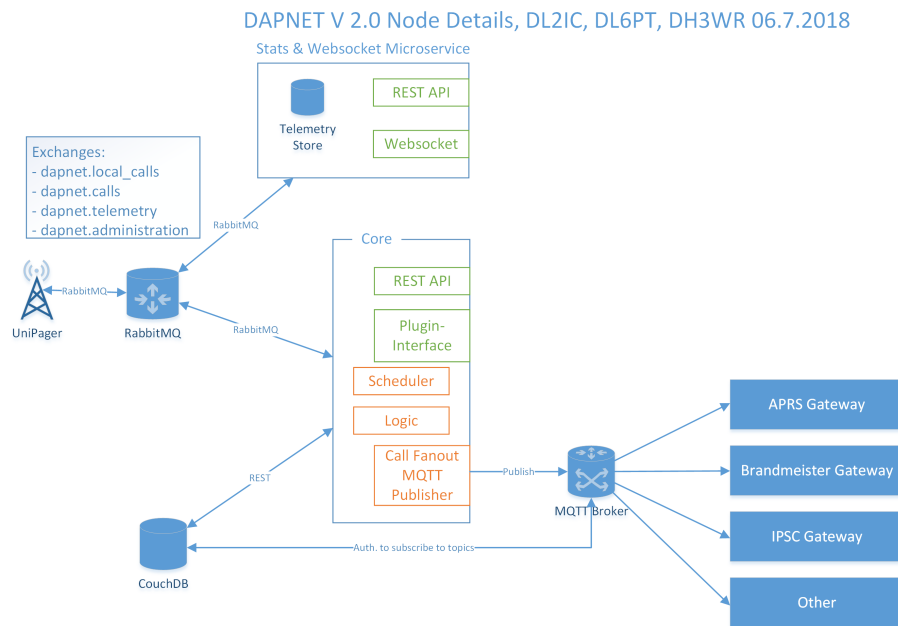 DAPNET V 2.0 Node Details, DL2IC, DL6PT, DH3WR 06.7.2018
Stats & Websocket Microservice
REST API
Telemetry
Store
Websocket
Exchanges:
- dapnet.local_calls
- dapnet.calls
- dapnet.telemetry
- dapnet.administration
RabbitMQ
Core
REST API
RabbitMQ
UniPager
RabbitMQ
RabbitMQ
Plugin-
Interface
Scheduler
Logic
Call Fanout
MQTT
Publisher
REST
Publish
MQTT Broker
APRS Gateway
Brandmeister Gateway
IPSC Gateway
Other
Auth. to subscribe to topics
CouchDB